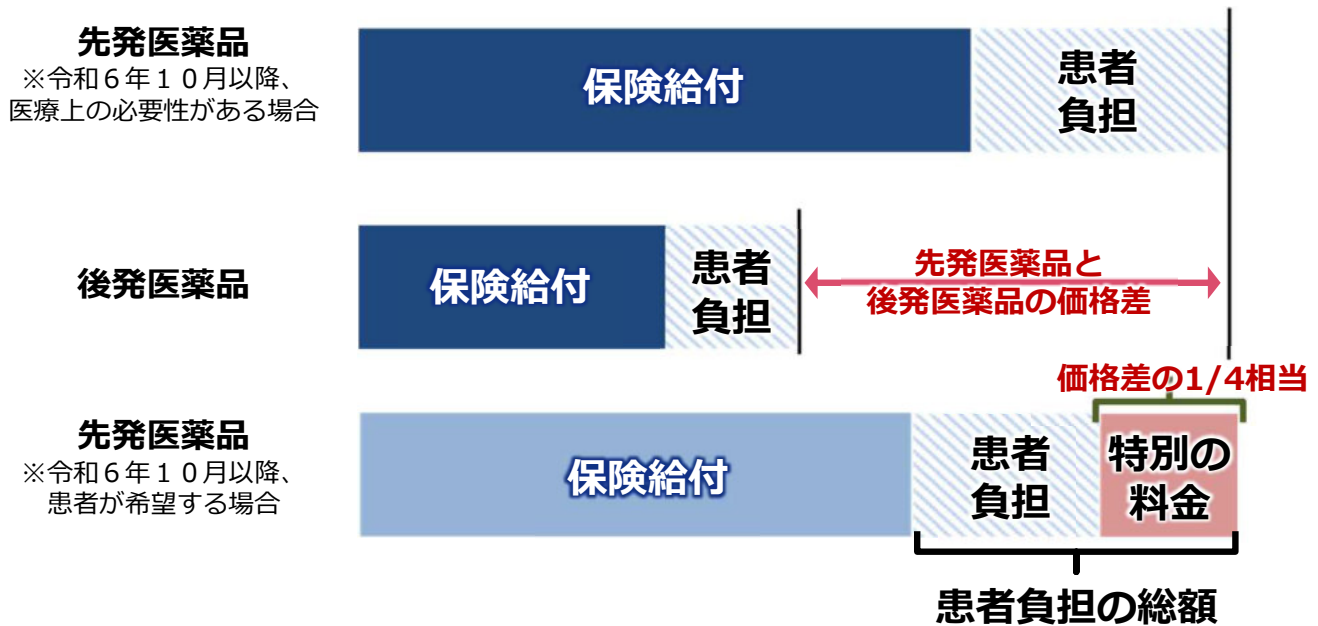 先発医薬品
※令和６年１０月以降、
医療上の必要性がある場合
保険給付
患者
負担
後発医薬品
保険給付
患者
負担
先発医薬品と
後発医薬品の価格差
価格差の1/4相当
先発医薬品
※令和６年１０月以降、
患者が希望する場合
保険給付
患者
負担
特別の
料金
患者負担の総額